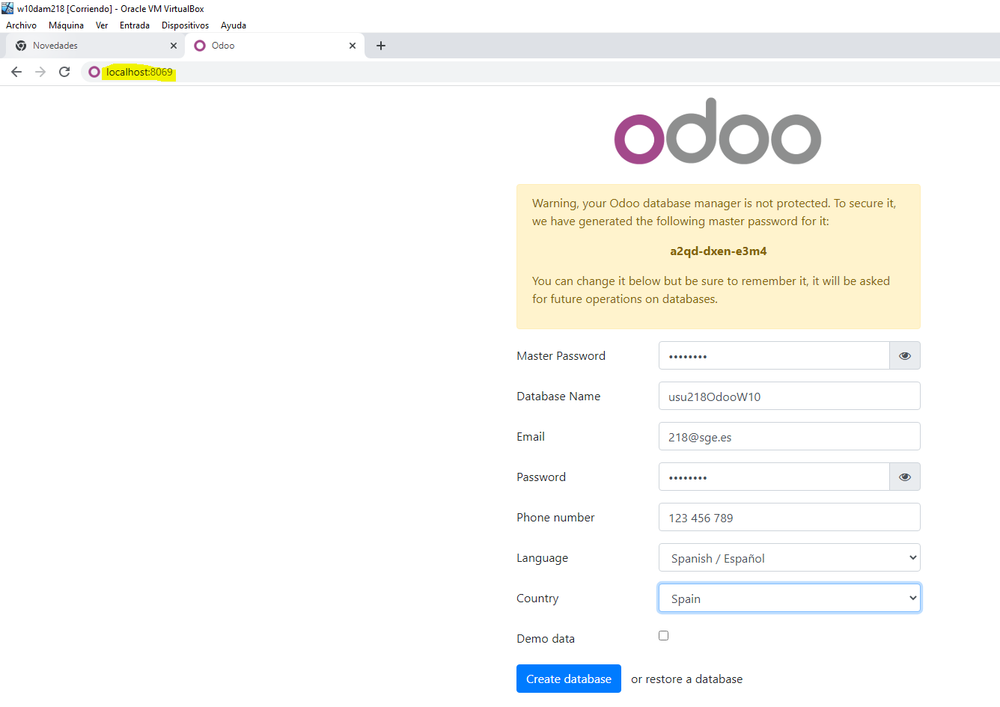 w10dam218 [Corriendo] - Oracle VM VirtualBox
Archivo Máquina Ver Entrada Dispositivos Ayuda
Novedades Odoo
localhost:8069
odoo
Warning, your Odoo database manager is not protected. To secure it,
we have generated the following master password for it:
a2qd-dxen-e3m4
You can change it below but be sure to remember it, it will be asked
for future operations on databases.
Master Password ••••••••
Database Name usu218OdooW10
Email 218@sge.es
Password ••••••••
Phone number 123 456 789
Language Spanish / Español
Country Spain
Demo data
Create database or restore a database